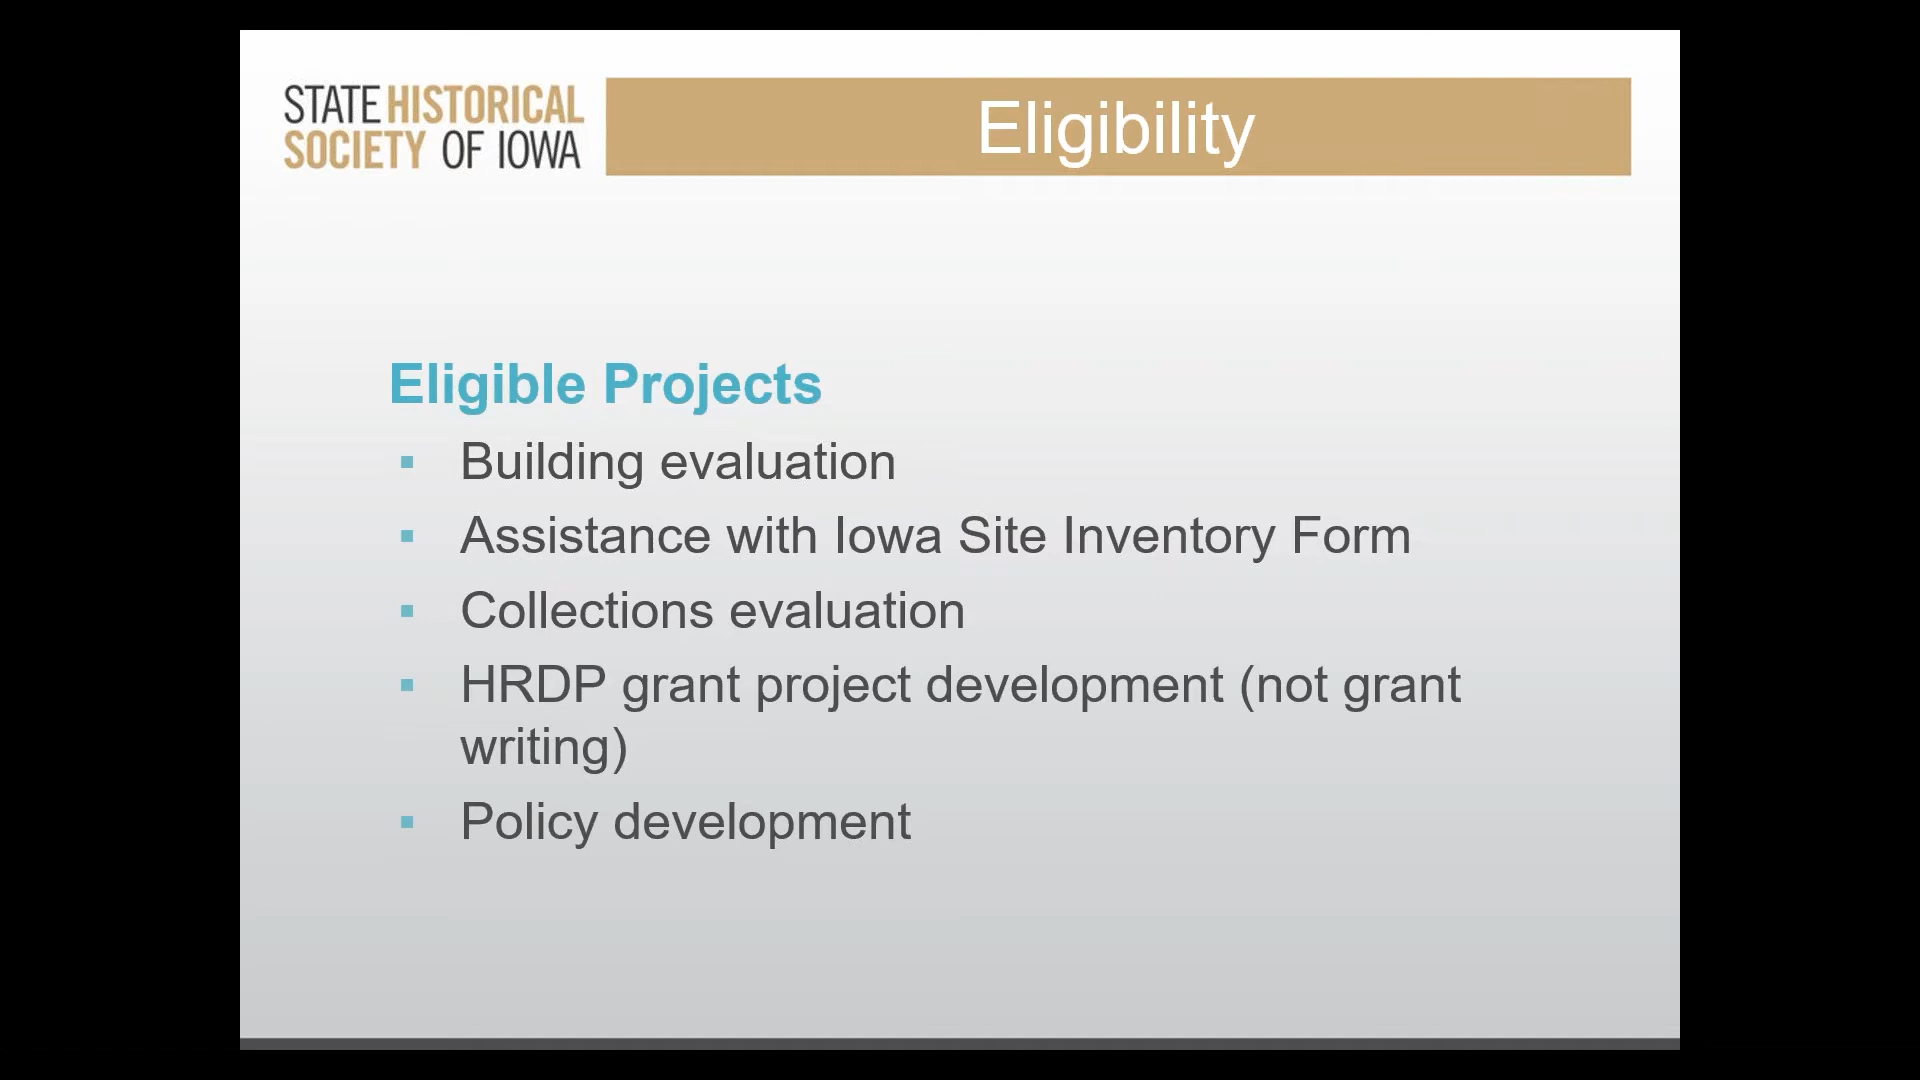 STATE HISTORICAL
SOCIETY OF IOWA
Eligibility
Eligible Projects
▪ Building evaluation
▪ Assistance with Iowa Site Inventory Form
▪ Collections evaluation
▪ HRDP grant project development (not grant
writing)
▪ Policy development